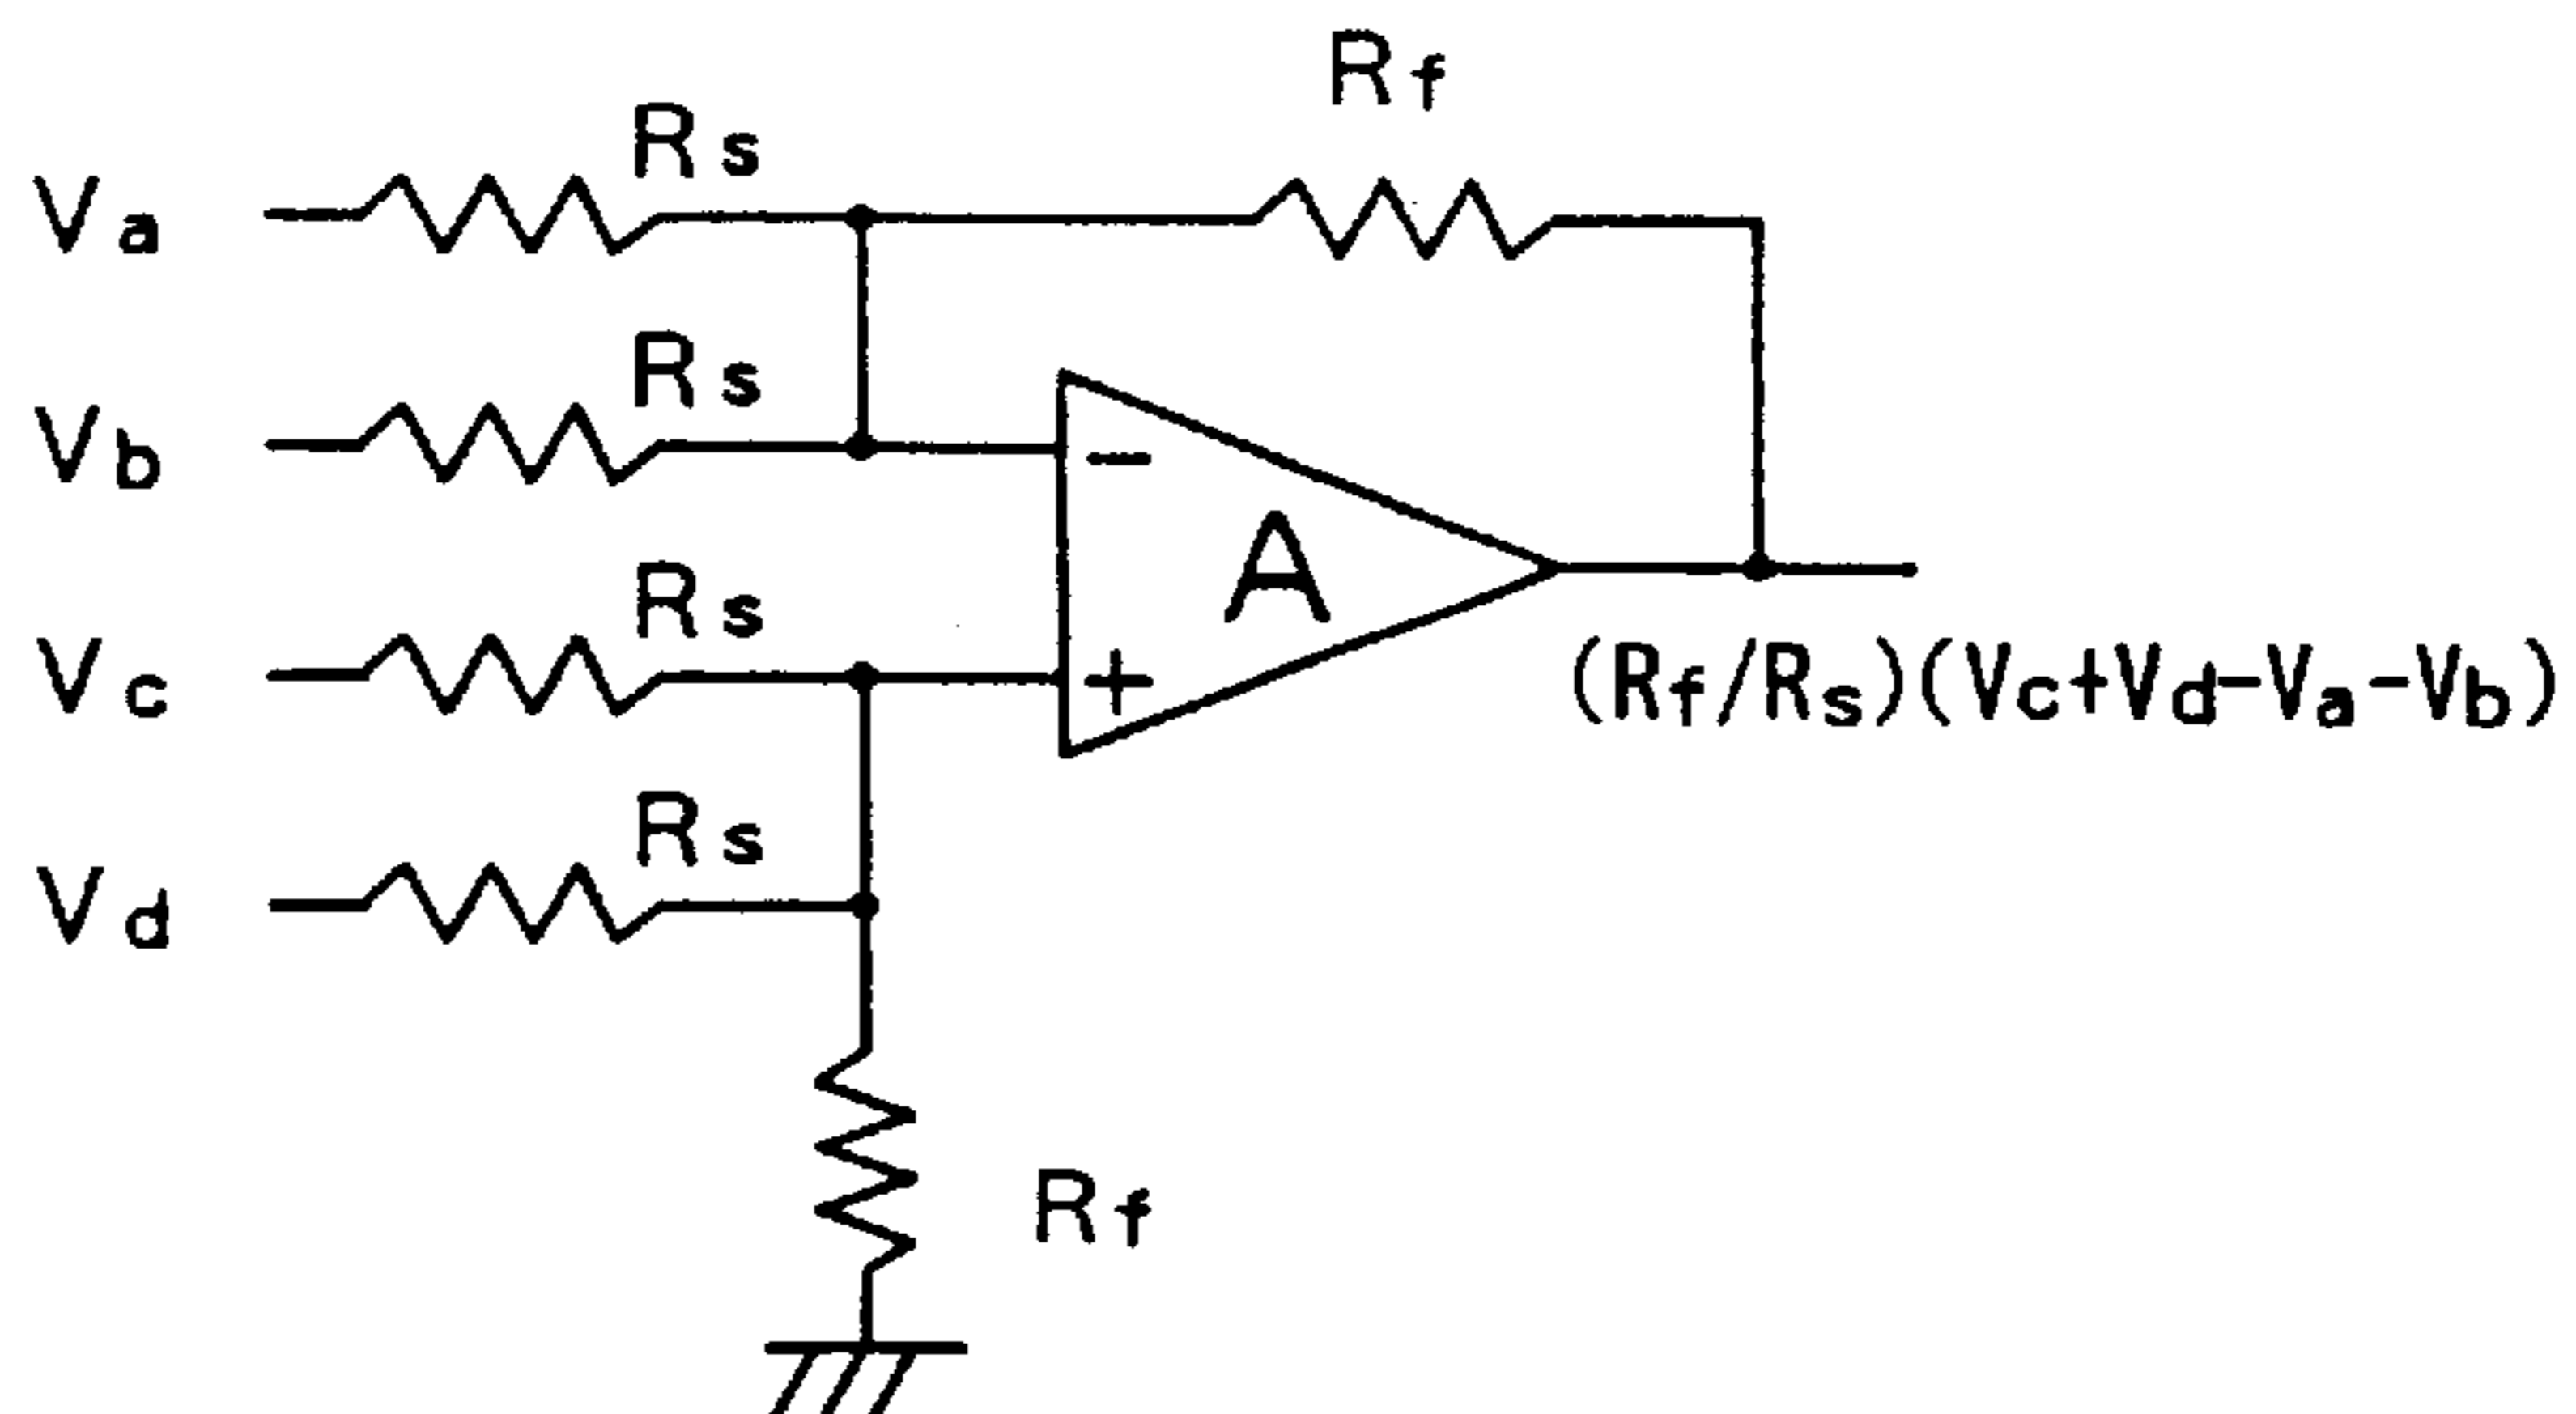 Rf
Rs
Va
Rs
Vb
−
A
Rs
Vc
+
(Rf/Rs)(Vc+Vd−Va−Vb)
Rs
Vd
Rf